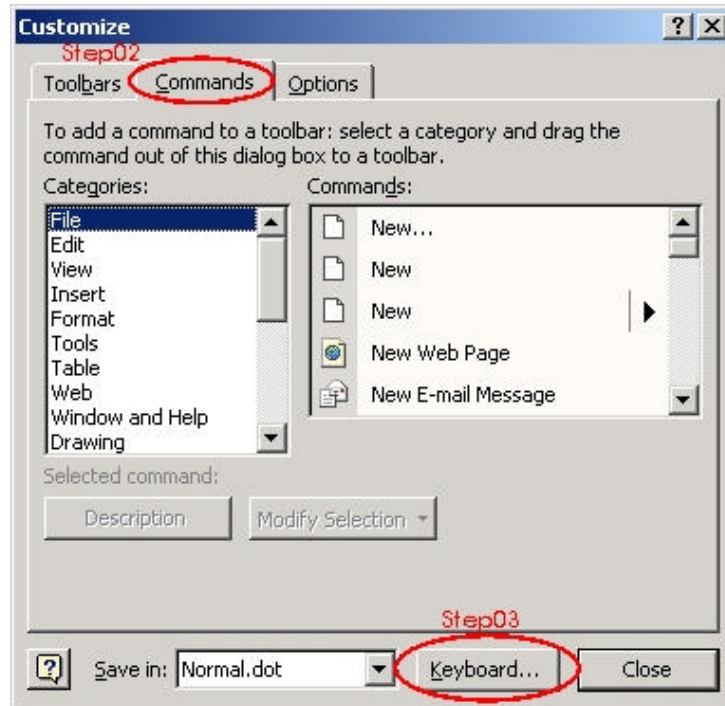 Customize
Step02
Toolbars Commands Options
To add a command to a toolbar: select a category and drag the
command out of this dialog box to a toolbar.
Categories:
Commands:
File
Edit
View
Insert
Format
Tools
Table
Web
Window and Help
Drawing
New...
New
New
New Web Page
New E-mail Message
Selected command:
Description Modify Selection
Step03
Save in: Normal.dot Keyboard... Close